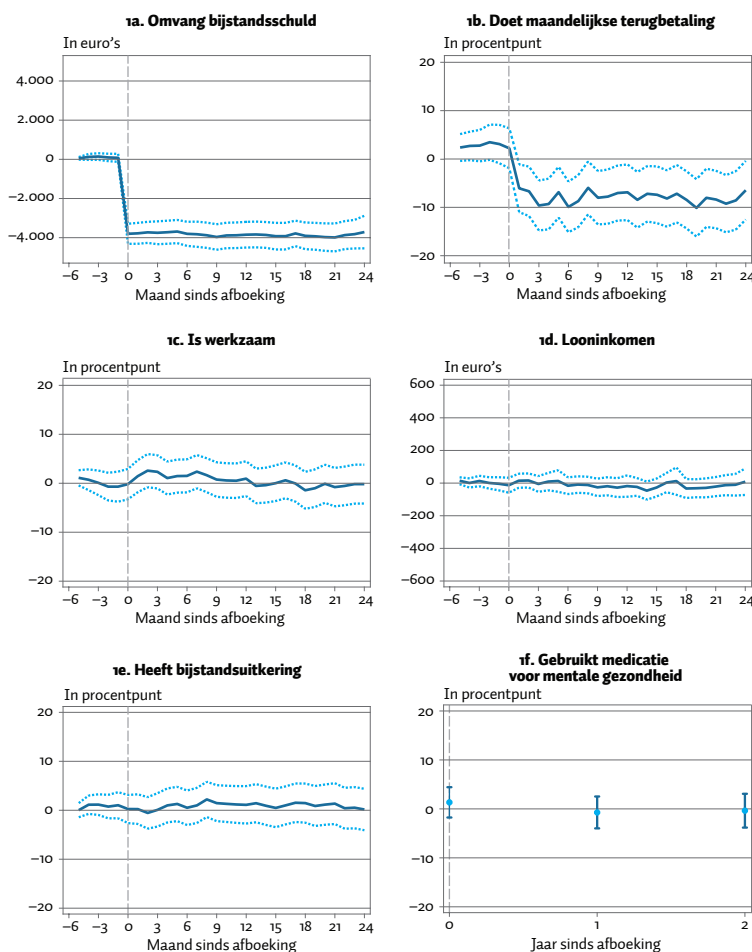 1a. Omvang bijstandsschuld
In euro's
4.000
2.000
0
−2.000
−4.000
−6 −3 0 3 6 9 12 15 18 21 24
Maand sinds afboeking
1b. Doet maandelijkse terugbetaling
In procentpunt
20
10
0
−10
−20
−6 −3 0 3 6 9 12 15 18 21 24
Maand sinds afboeking
1c. Is werkzaam
In procentpunt
20
10
0
−10
−20
−6 −3 0 3 6 9 12 15 18 21 24
Maand sinds afboeking
1d. Looninkomen
In euro's
600
400
200
0
−200
−400
−600
−6 −3 0 3 6 9 12 15 18 21 24
Maand sinds afboeking
1e. Heeft bijstandsuitkering
In procentpunt
20
10
0
−10
−20
−6 −3 0 3 6 9 12 15 18 21 24
Maand sinds afboeking
1f. Gebruikt medicatie
voor mentale gezondheid
In procentpunt
20
10
0
−10
−20
0 1 2
Jaar sinds afboeking